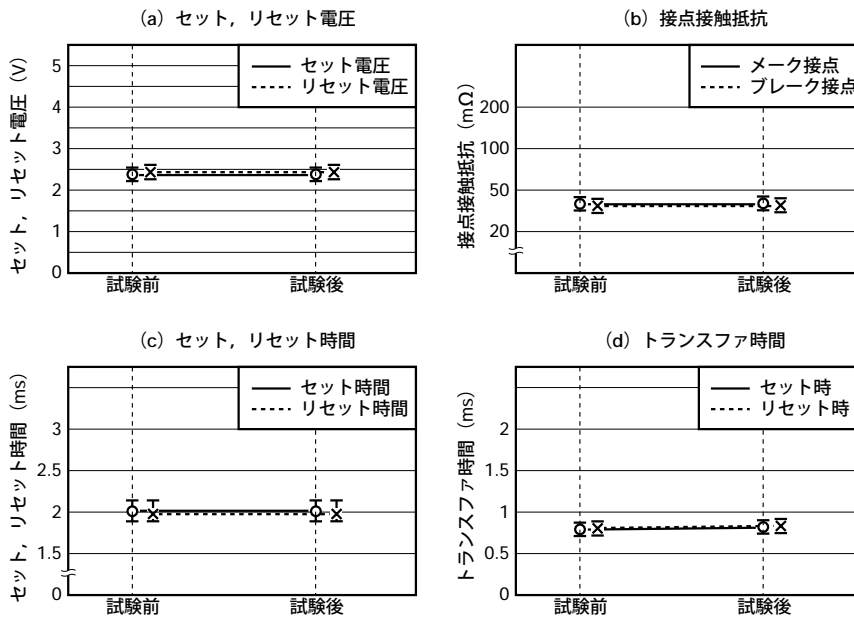 (a) セット，リセット電圧
セット，リセット電圧 (V)
5
4
3
2
1
0
セット電圧
リセット電圧
試験前
試験後
(b) 接点接触抵抗
接点接触抵抗 (mΩ)
200
100
50
20
メーク接点
ブレーク接点
試験前
試験後
(c) セット，リセット時間
セット，リセット時間 (ms)
3
2.5
2
1.5
0
セット時間
リセット時間
試験前
試験後
(d) トランスファ時間
トランスファ時間 (ms)
2
1
0.5
0
セット時
リセット時
試験前
試験後